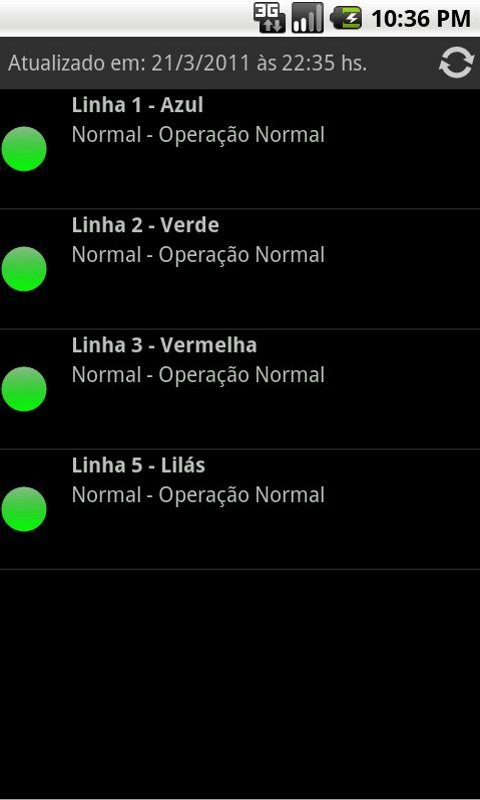 3G 10:36 PM
Atualizado em: 21/3/2011 às 22:35 hs.
Linha 1 - Azul
Normal - Operação Normal
Linha 2 - Verde
Normal - Operação Normal
Linha 3 - Vermelha
Normal - Operação Normal
Linha 5 - Lilás
Normal - Operação Normal